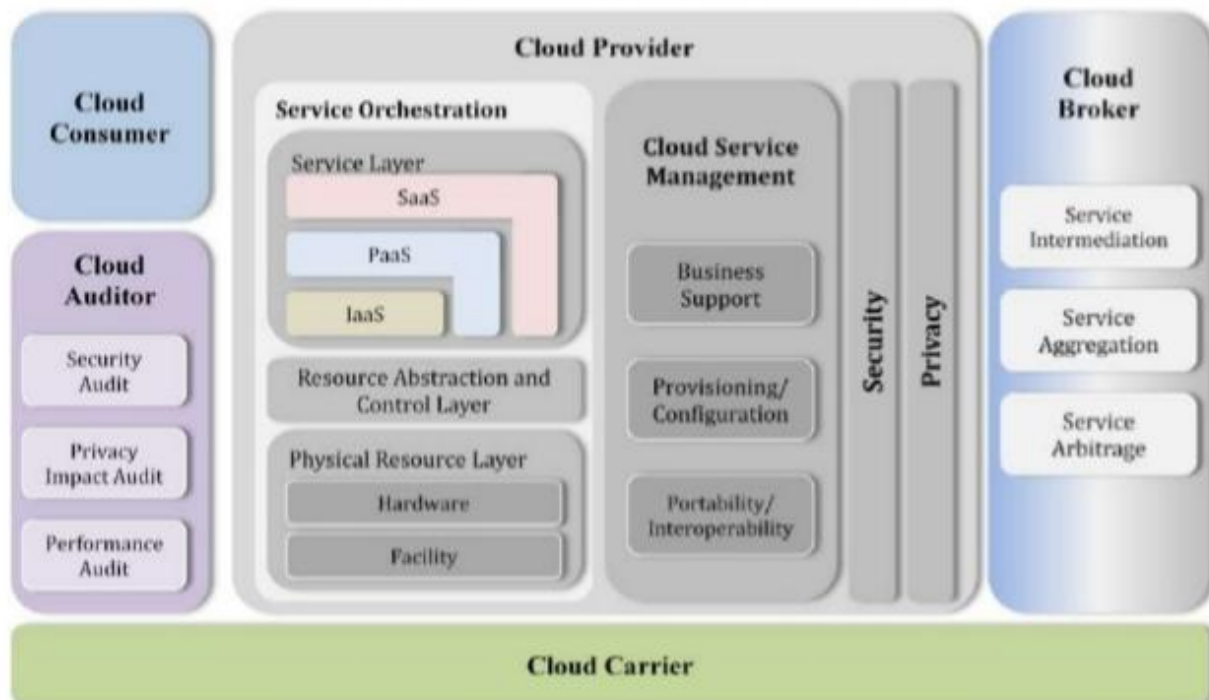 Cloud
Consumer
Cloud
Auditor
Security
Audit
Privacy
Impact Audit
Performance
Audit
Cloud Provider
Service Orchestration
Service Layer
SaaS
PaaS
IaaS
Resource Abstraction and
Control Layer
Physical Resource Layer
Hardware
Facility
Cloud Service
Management
Business
Support
Provisioning/
Configuration
Portability/
Interoperability
Security
Privacy
Cloud
Broker
Service
Intermediation
Service
Aggregation
Service
Arbitrage
Cloud Carrier